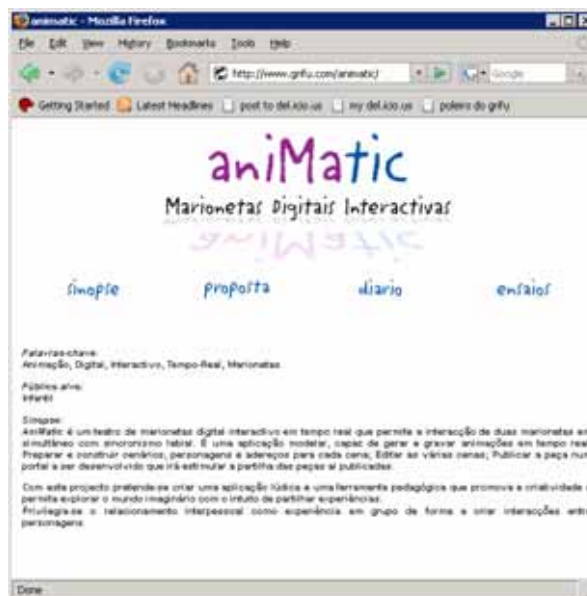 animatic - Mozilla Firefox
File Edit View History Bookmarks Tools Help
http://www.grifu.com/animatic/ Google
Getting Started Latest Headlines post to del.icio.us my del.icio.us poleiro do grifu
aniMatic
Marionetas Digitais Interactivas
aniMatic
sinopse proposta diario ensaios
Palavras-chave:
Animação, Digital, Interactivo, Tempo-Real, Marionetas
Público alvo:
Infantil
Sinopse:
AniMatic é um teatro de marionetas digital interactivo em tempo real que permite a interacção de duas marionetas em
simultâneo com sincronismo labial. É uma aplicação modelar, capaz de gerar e gravar animações em tempo real
Preparar e construir cenários, personagens e adereços para cada cena; Editar as várias cenas; Publicar a peça num
portal a ser desenvolvido que irá estimular a partilha das peças aí publicadas.
Com este projecto pretende-se criar uma aplicação lúdica e uma ferramenta pedagógica que promova a criatividade
permita explorar o mundo imaginário com o intuito de partilhar experiências.
Privilegia-se o relacionamento interpessoal como experiência em grupo de forma a criar interacções entre
personagens
Done